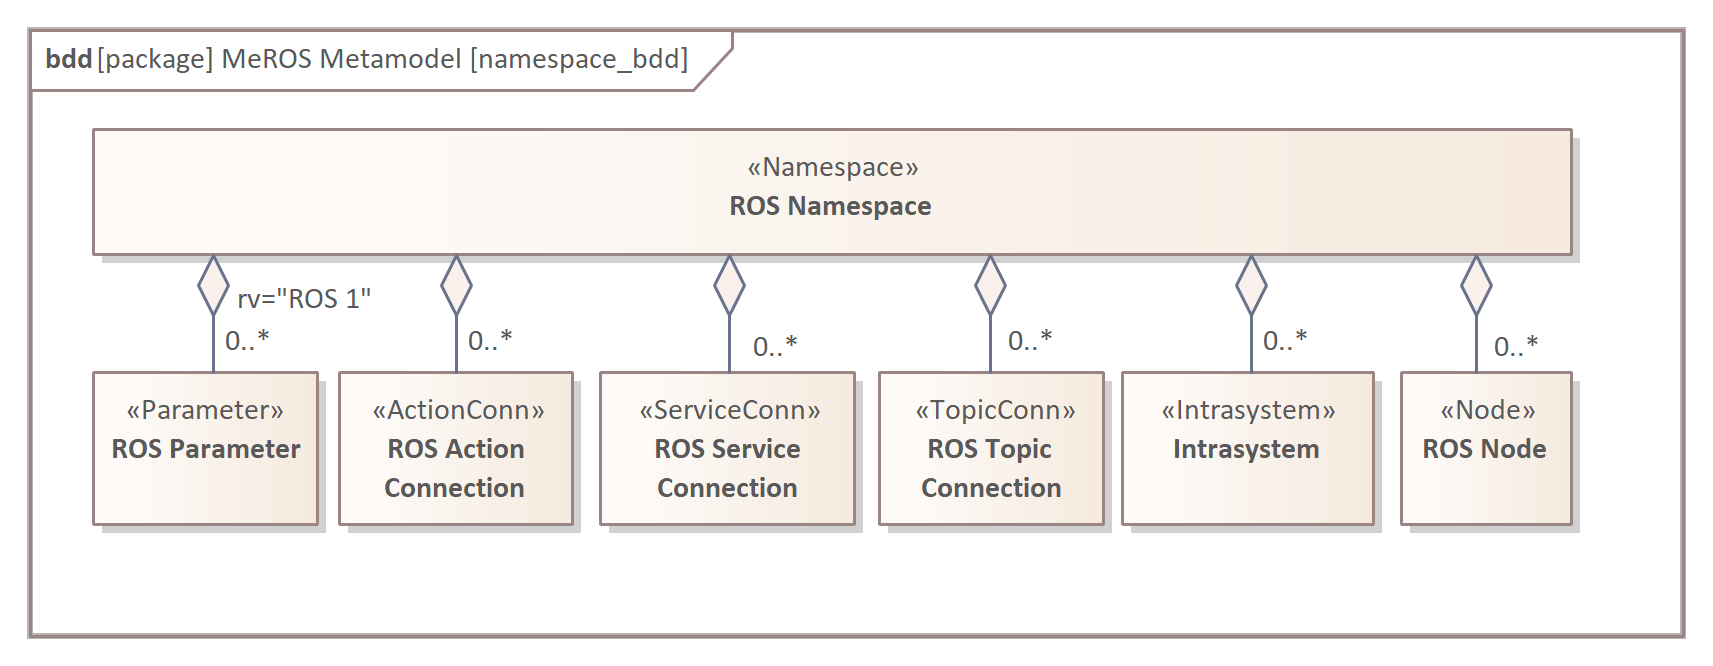 bdd [package] MeROS Metamodel [namespace_bdd]
«Namespace»
ROS Namespace
rv="ROS 1"
0..*
0..*
0..*
0..*
0..*
0..*
«Parameter»
ROS Parameter
«ActionConn»
ROS Action
Connection
«ServiceConn»
ROS Service
Connection
«TopicConn»
ROS Topic
Connection
«Intrasystem»
Intrasystem
«Node»
ROS Node